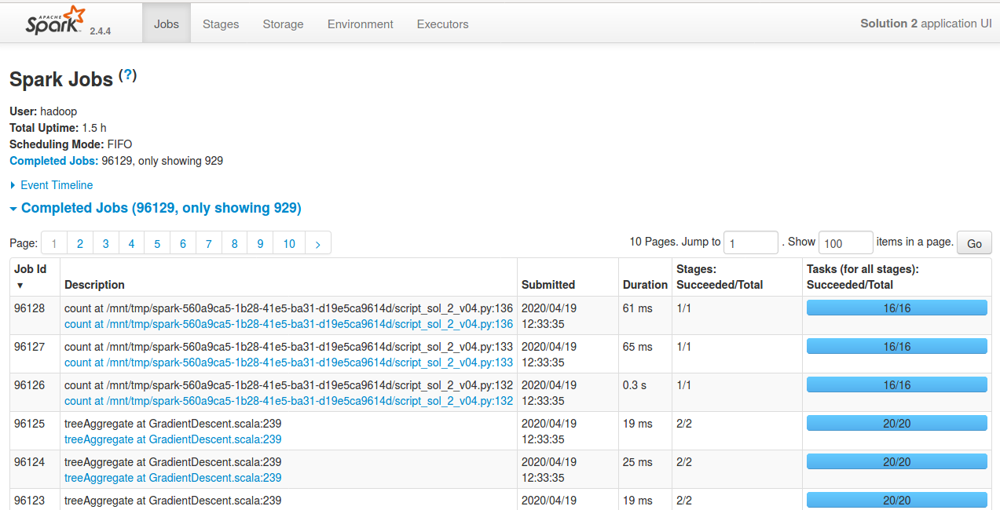 APACHE
Spark 2.4.4 Jobs Stages Storage Environment Executors Solution 2 application UI
Spark Jobs (?)
User: hadoop
Total Uptime: 1.5 h
Scheduling Mode: FIFO
Completed Jobs: 96129, only showing 929
Event Timeline
Completed Jobs (96129, only showing 929)
Page: 1 2 3 4 5 6 7 8 9 10 > 10 Pages. Jump to 1 . Show 100 items in a page. Go
Job Id ▼ Description Submitted Duration Stages: Succeeded/Total Tasks (for all stages): Succeeded/Total
96128 count at /mnt/tmp/spark-560a9ca5-1b28-41e5-ba31-d19e5ca9614d/script_sol_2_v04.py:136 2020/04/19 61 ms 1/1 16/16
count at /mnt/tmp/spark-560a9ca5-1b28-41e5-ba31-d19e5ca9614d/script_sol_2_v04.py:136 12:33:35
96127 count at /mnt/tmp/spark-560a9ca5-1b28-41e5-ba31-d19e5ca9614d/script_sol_2_v04.py:133 2020/04/19 65 ms 1/1 16/16
count at /mnt/tmp/spark-560a9ca5-1b28-41e5-ba31-d19e5ca9614d/script_sol_2_v04.py:133 12:33:35
96126 count at /mnt/tmp/spark-560a9ca5-1b28-41e5-ba31-d19e5ca9614d/script_sol_2_v04.py:132 2020/04/19 0.3 s 1/1 16/16
count at /mnt/tmp/spark-560a9ca5-1b28-41e5-ba31-d19e5ca9614d/script_sol_2_v04.py:132 12:33:35
96125 treeAggregate at GradientDescent.scala:239 2020/04/19 19 ms 2/2 20/20
treeAggregate at GradientDescent.scala:239 12:33:35
96124 treeAggregate at GradientDescent.scala:239 2020/04/19 25 ms 2/2 20/20
treeAggregate at GradientDescent.scala:239 12:33:35
96123 treeAggregate at GradientDescent.scala:239 2020/04/19 19 ms 2/2 20/20